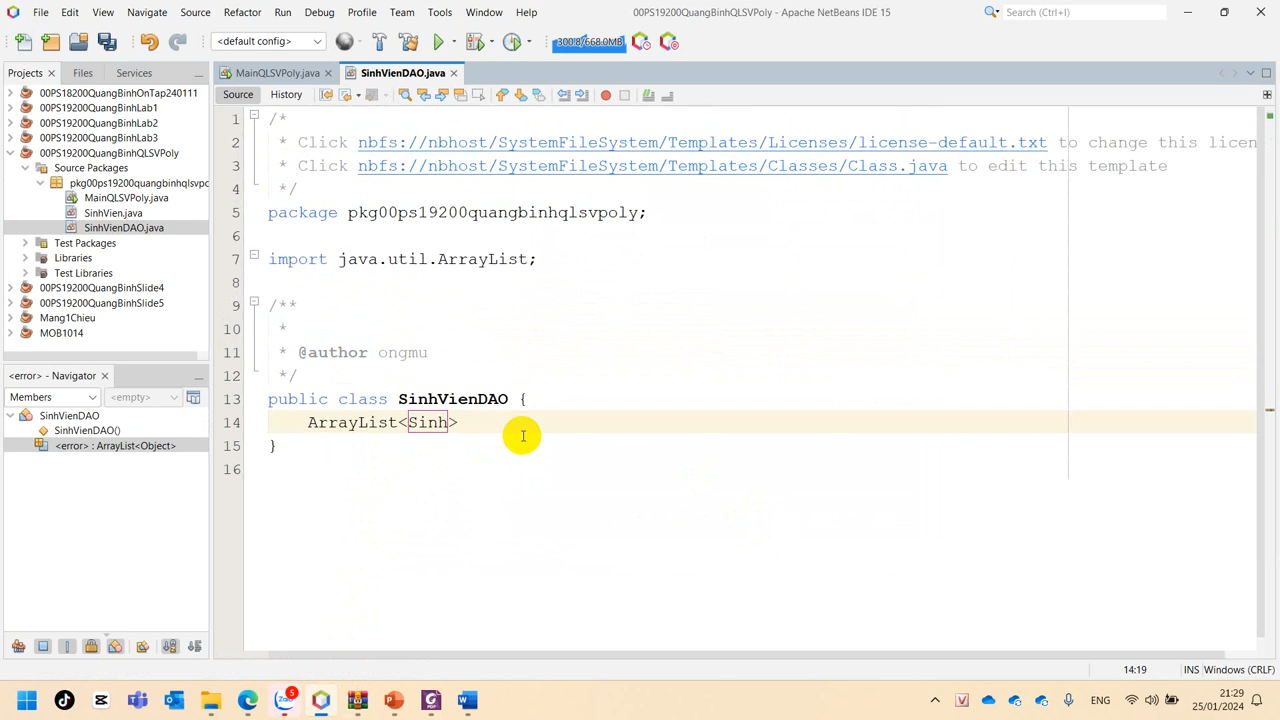 File Edit View Navigate Source Refactor Run Debug Profile Team Tools Window Help
00PS19200QuangBinhQLSVPoly - Apache NetBeans IDE 15
Search (Ctrl+I)
<default config>
300.8/668.0MB
Projects Files Services
MainQLSVPoly.java SinhVienDAO.java
Source History
00PS18200QuangBinhOnTap240111
00PS19200QuangBinhLab1
00PS19200QuangBinhLab2
00PS19200QuangBinhLab3
00PS19200QuangBinhQLSVPoly
Source Packages
pkg00ps19200quangbinhqlsvpc
MainQLSVPoly.java
SinhVien.java
SinhVienDAO.java
Test Packages
Libraries
Test Libraries
00PS19200QuangBinhSlide4
00PS19200QuangBinhSlide5
Mang1Chieu
MOB1014
<error> - Navigator
Members <empty>
SinhVienDAO
SinhVienDAO()
<error> : ArrayList<Object>
1 /*
2 * Click nbfs://nbhost/SystemFileSystem/Templates/Licenses/license-default.txt to change this licen
3 * Click nbfs://nbhost/SystemFileSystem/Templates/Classes/Class.java to edit this template
4 */
5 package pkg00ps19200quangbinhqlsvpoly;
6
7 import java.util.ArrayList;
8
9 /**
10 *
11 * @author ongmu
12 */
13 public class SinhVienDAO {
14 ArrayList<Sinh>
15 }
16
14:19 INS Windows (CRLF)
Zalo 5
ENG
21:29
25/01/2024